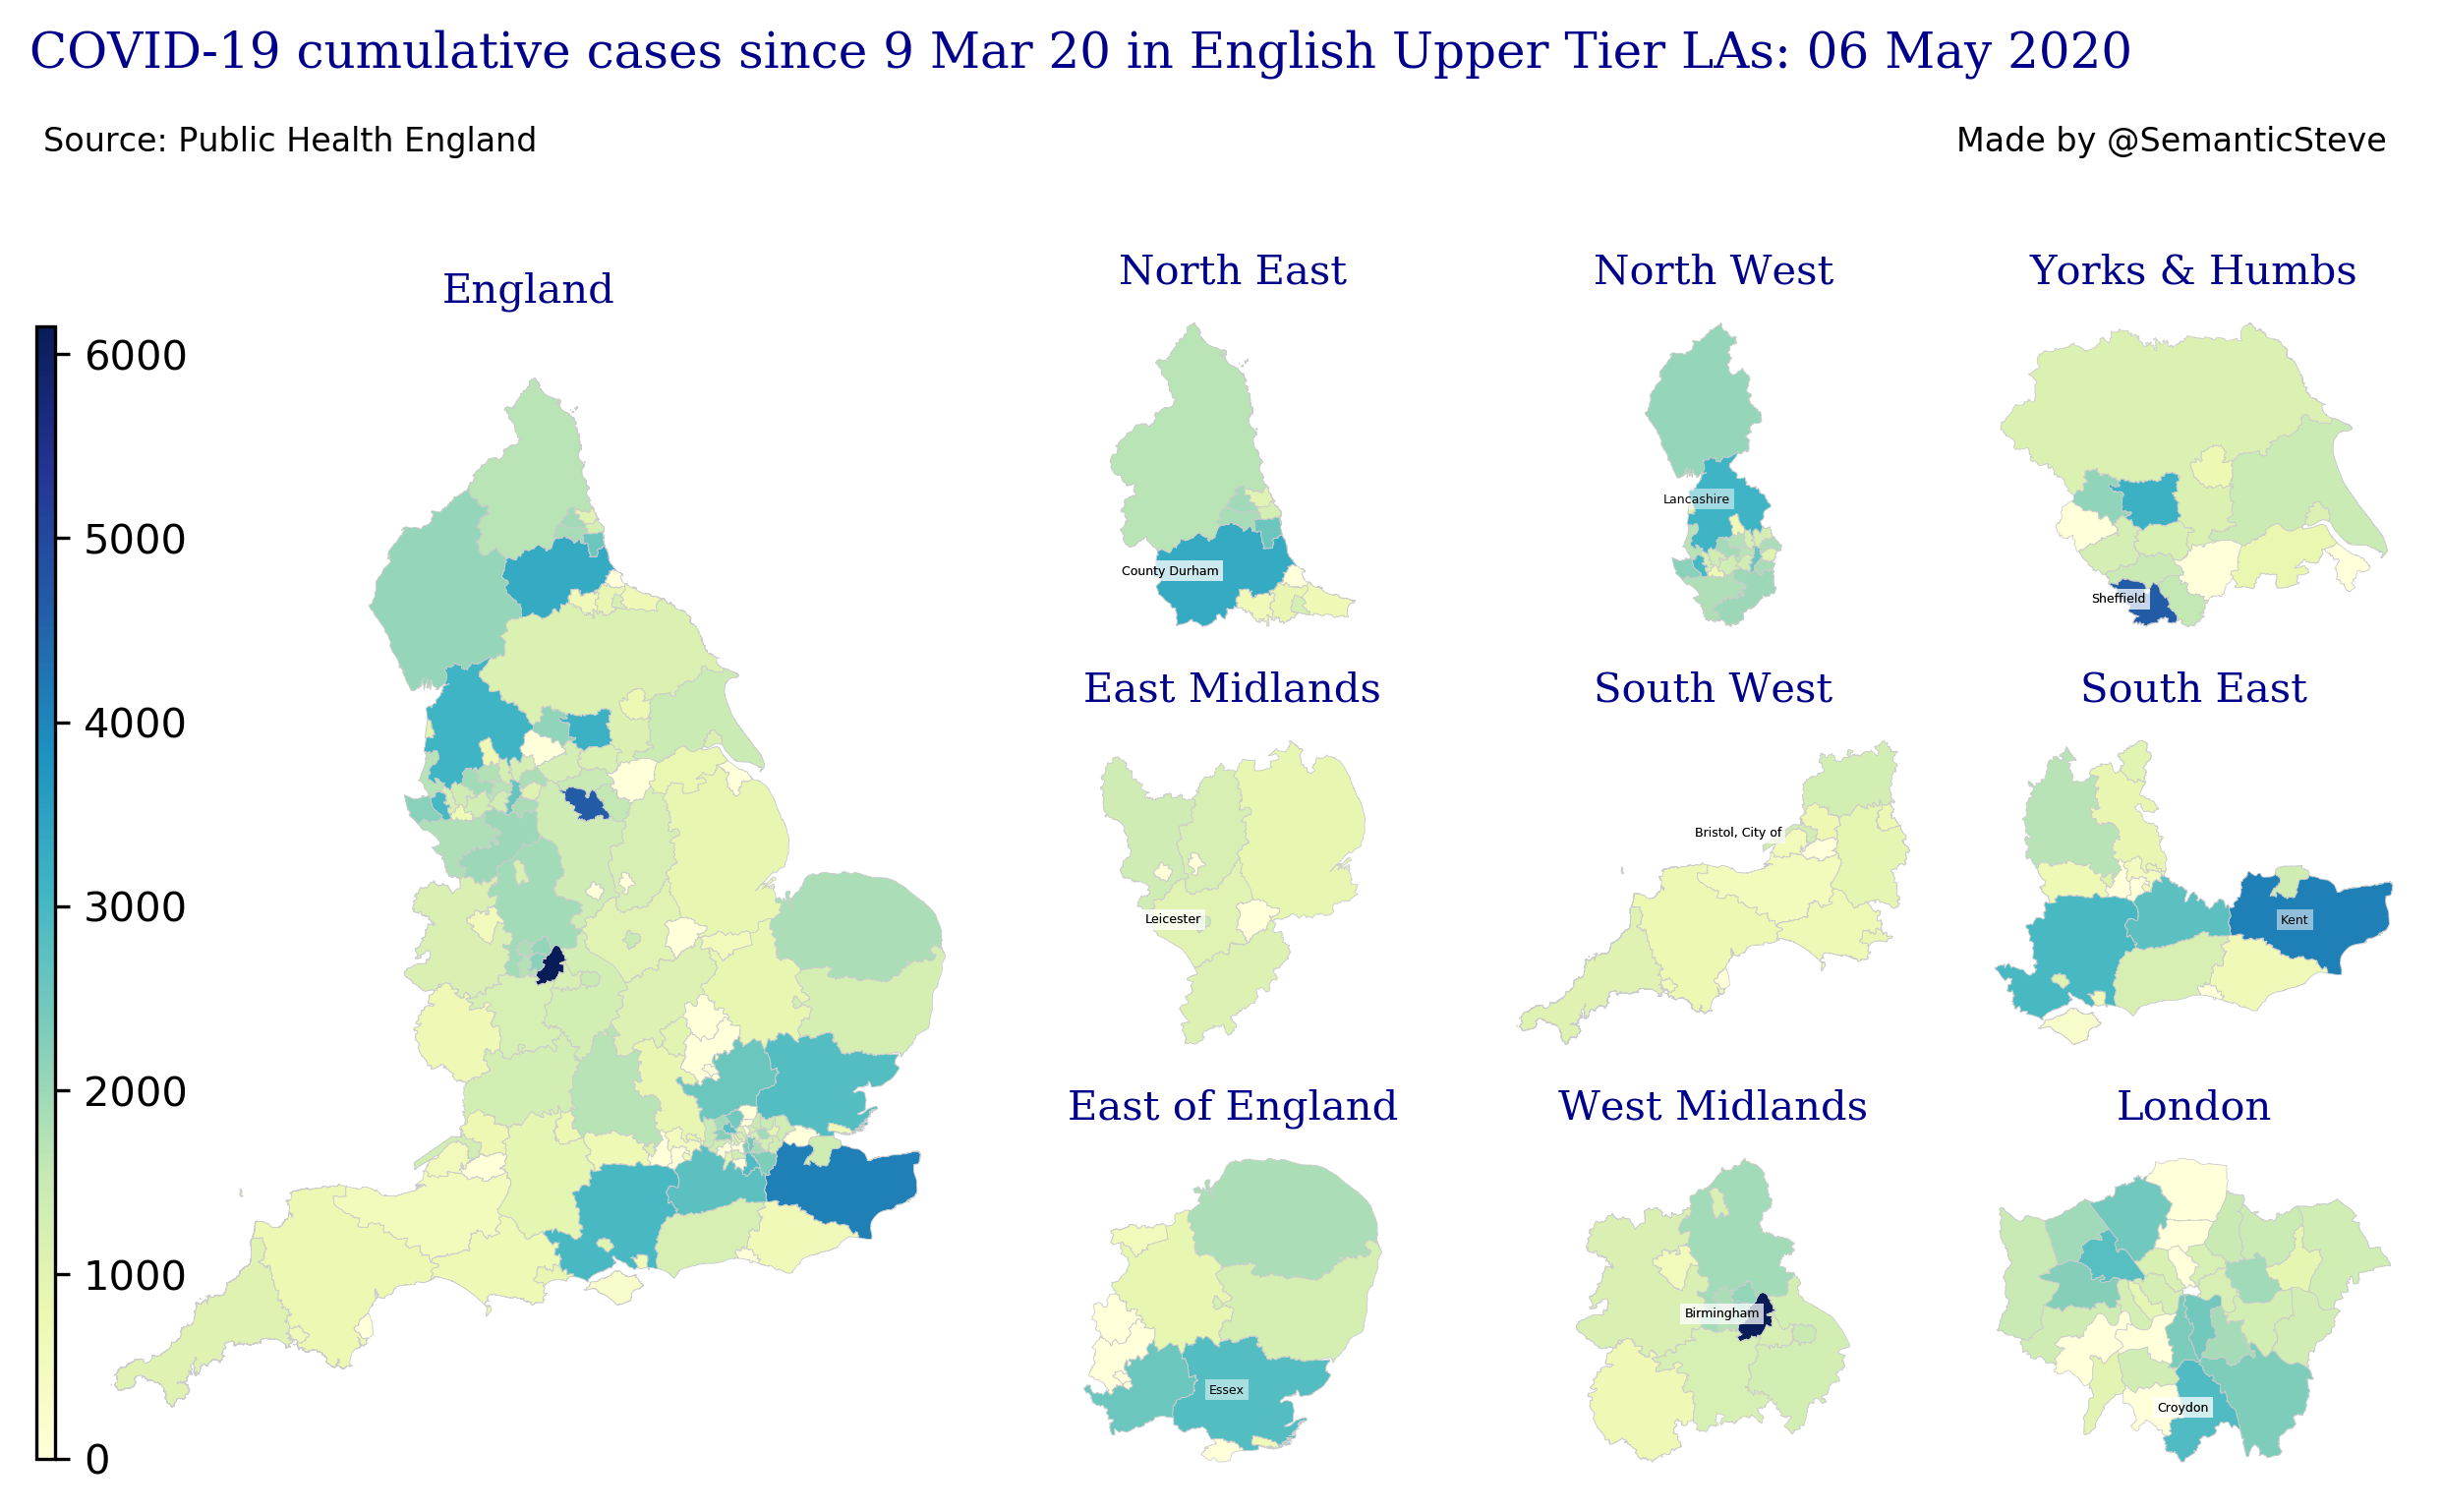 COVID-19 cumulative cases since 9 Mar 20 in English Upper Tier LAs: 06 May 2020
Source: Public Health England
Made by @SemanticSteve
England
6000
5000
4000
3000
2000
1000
0
North East
County Durham
North West
Lancashire
Yorks & Humbs
Sheffield
East Midlands
Leicester
South West
Bristol, City of
South East
Kent
East of England
Essex
West Midlands
Birmingham
London
Croydon